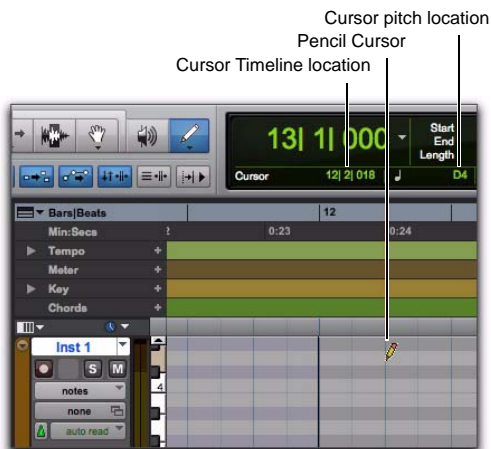 Cursor pitch location
Pencil Cursor
Cursor Timeline location
13| 1| 000
Start
End
Length
Cursor 12| 2| 018 D4
Bars|Beats 12
Min:Secs 0:23 0:24
Tempo +
Meter +
Key +
Chords +
Inst 1
S M
notes
4
none
auto read